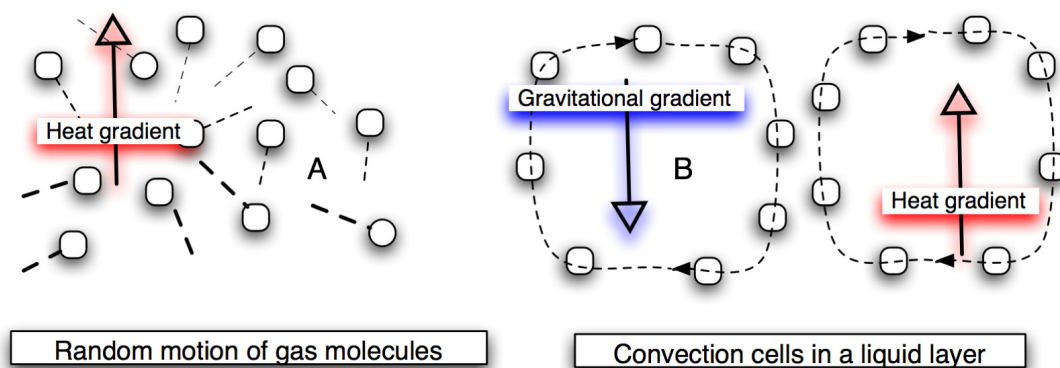 Heat gradient
A
Gravitational gradient
B
Heat gradient
Random motion of gas molecules
Convection cells in a liquid layer